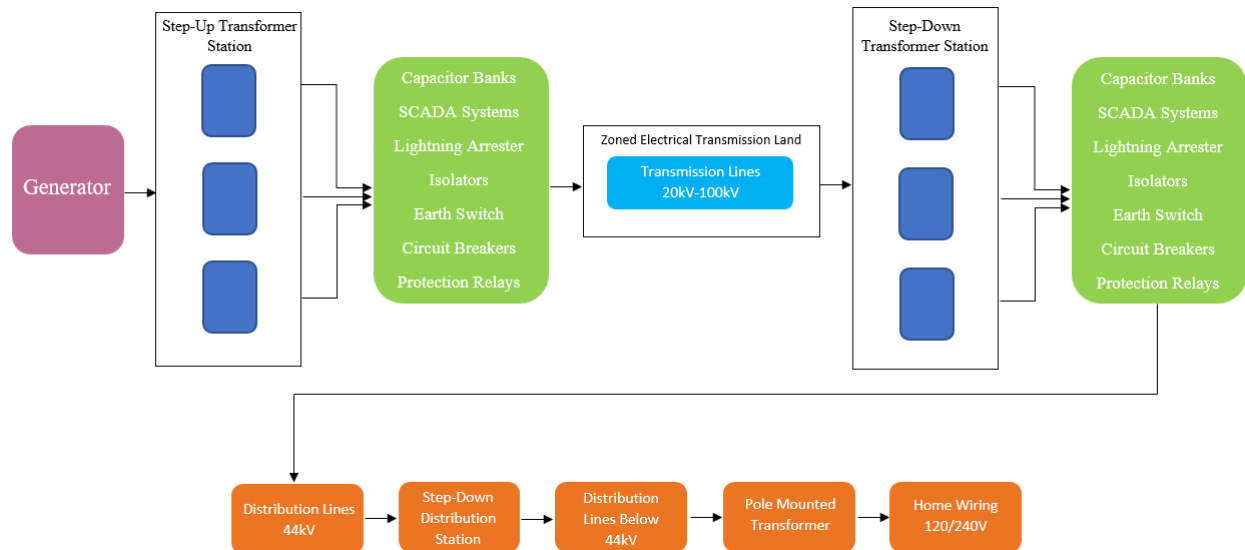 Step-Up Transformer
Station
Generator
Capacitor Banks
SCADA Systems
Lightning Arrester
Isolators
Earth Switch
Circuit Breakers
Protection Relays
Zoned Electrical Transmission Land
Transmission Lines
20kV-100kV
Step-Down
Transformer Station
Capacitor Banks
SCADA Systems
Lightning Arrester
Isolators
Earth Switch
Circuit Breakers
Protection Relays
Distribution Lines
44kV
Step-Down
Distribution
Station
Distribution
Lines Below
44kV
Pole Mounted
Transformer
Home Wiring
120/240V